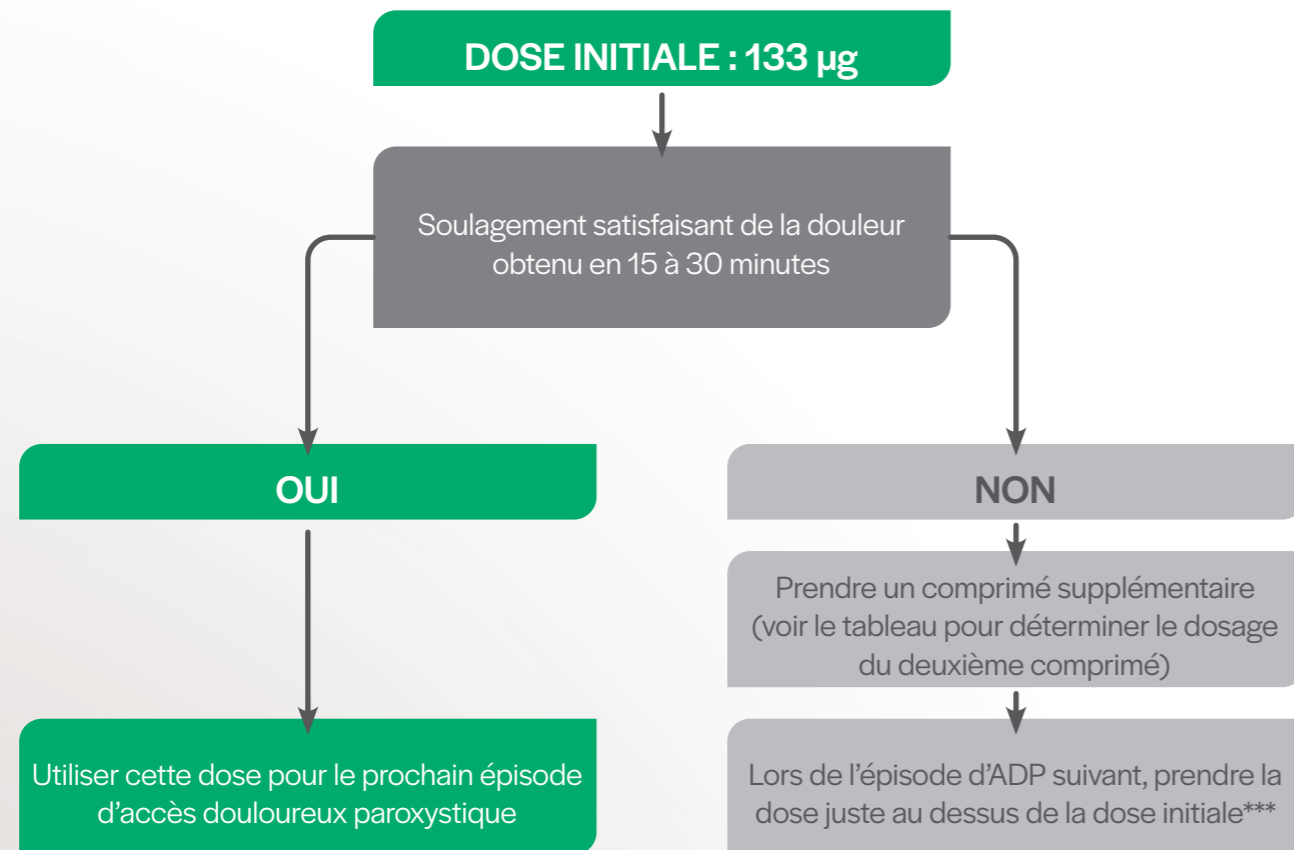 DOSE INITIALE : 133 µg
Soulagement satisfaisant de la douleur
obtenu en 15 à 30 minutes
OUI
NON
Prendre un comprimé supplémentaire
(voir le tableau pour déterminer le dosage
du deuxième comprimé)
Utiliser cette dose pour le prochain épisode
d’accès douloureux paroxystique
Lors de l’épisode d’ADP suivant, prendre la
dose juste au dessus de la dose initiale***